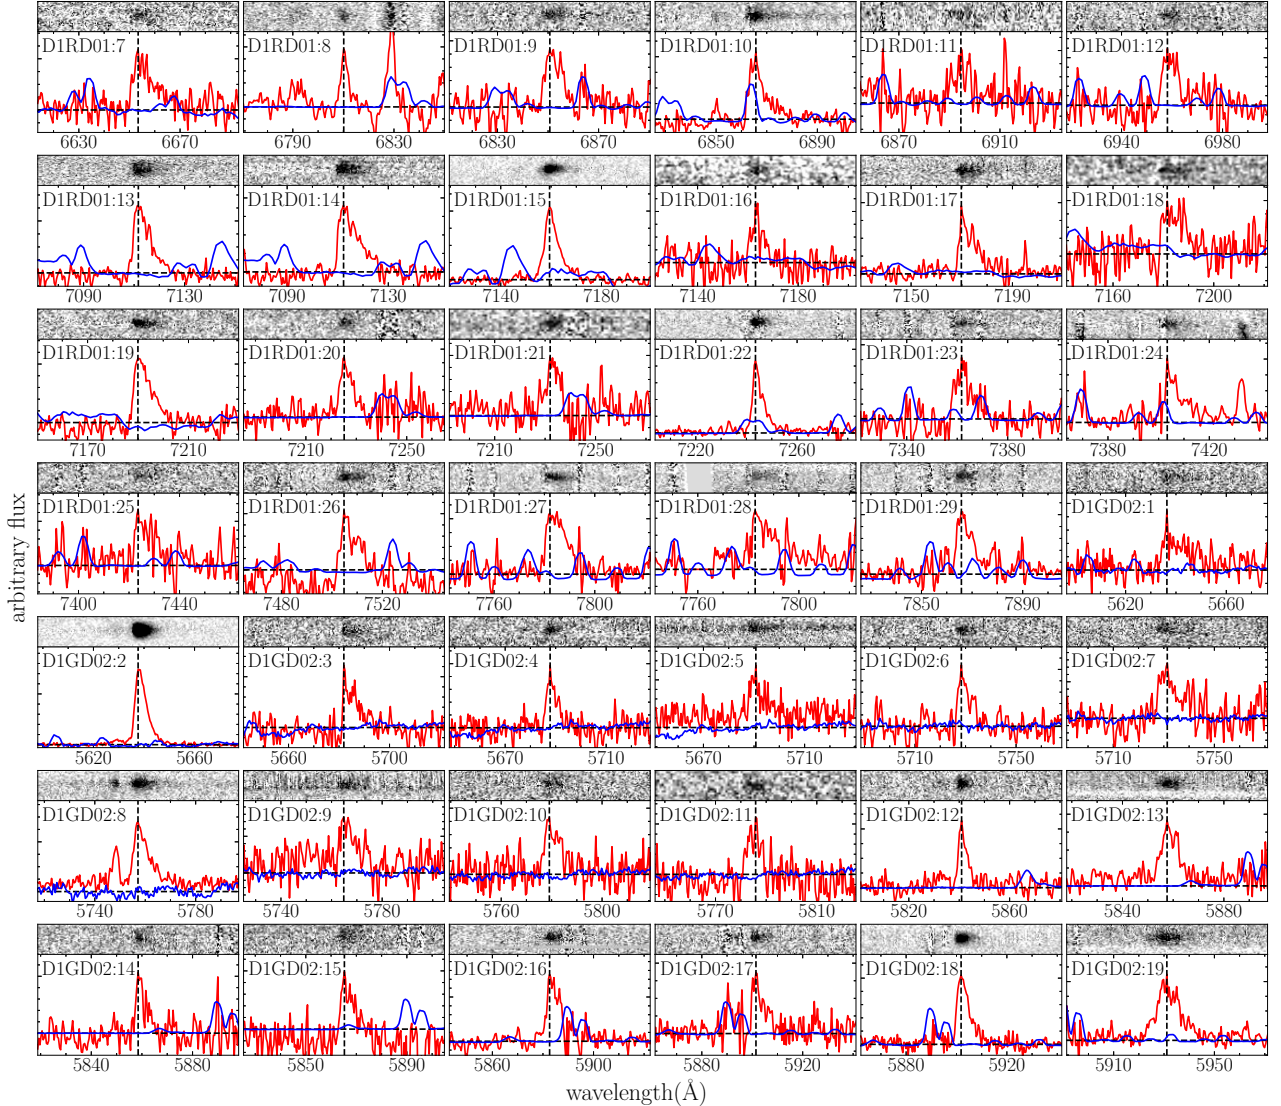 D1RD01:7 D1RD01:8 D1RD01:9 D1RD01:10 D1RD01:11 D1RD01:12
6630 6670 6790 6830 6830 6870 6850 6890 6870 6910 6940 6980
D1RD01:13 D1RD01:14 D1RD01:15 D1RD01:16 D1RD01:17 D1RD01:18
7090 7130 7090 7130 7140 7180 7140 7180 7150 7190 7160 7200
D1RD01:19 D1RD01:20 D1RD01:21 D1RD01:22 D1RD01:23 D1RD01:24
7170 7210 7210 7250 7210 7250 7220 7260 7340 7380 7380 7420
D1RD01:25 D1RD01:26 D1RD01:27 D1RD01:28 D1RD01:29 D1GD02:1
7400 7440 7480 7520 7760 7800 7760 7800 7850 7890 5620 5660
D1GD02:2 D1GD02:3 D1GD02:4 D1GD02:5 D1GD02:6 D1GD02:7
5620 5660 5660 5700 5670 5710 5670 5710 5710 5750 5710 5750
D1GD02:8 D1GD02:9 D1GD02:10 D1GD02:11 D1GD02:12 D1GD02:13
5740 5780 5740 5780 5760 5800 5770 5810 5820 5860 5840 5880
D1GD02:14 D1GD02:15 D1GD02:16 D1GD02:17 D1GD02:18 D1GD02:19
5840 5880 5850 5890 5860 5900 5880 5920 5880 5920 5910 5950
arbitrary flux
wavelength(Å)